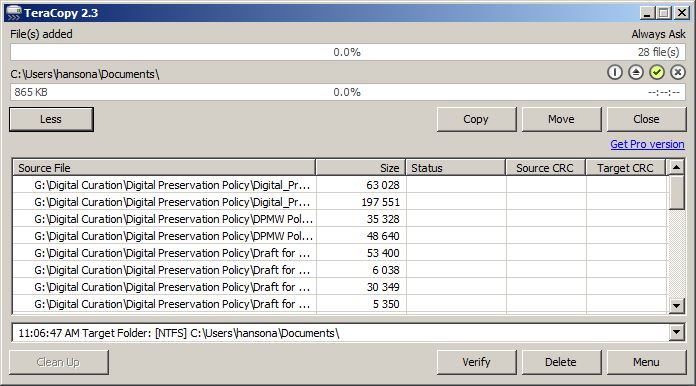 TeraCopy 2.3
File(s) added Always Ask
0.0% 28 file(s)
C:\Users\hansona\Documents\
865 KB 0.0% --:--:--
Less Copy Move Close
Get Pro version
Source File Size Status Source CRC Target CRC
G:\Digital Curation\Digital Preservation Policy\Digital_Pr... 63 028
G:\Digital Curation\Digital Preservation Policy\Digital_Pr... 197 551
G:\Digital Curation\Digital Preservation Policy\DPMW Pol... 35 328
G:\Digital Curation\Digital Preservation Policy\DPMW Pol... 48 640
G:\Digital Curation\Digital Preservation Policy\Draft for ... 53 400
G:\Digital Curation\Digital Preservation Policy\Draft for ... 6 038
G:\Digital Curation\Digital Preservation Policy\Draft for ... 30 349
G:\Digital Curation\Digital Preservation Policy\Draft for ... 5 350
11:06:47 AM Target Folder: [NTFS] C:\Users\hansona\Documents\
Clean Up Verify Delete Menu